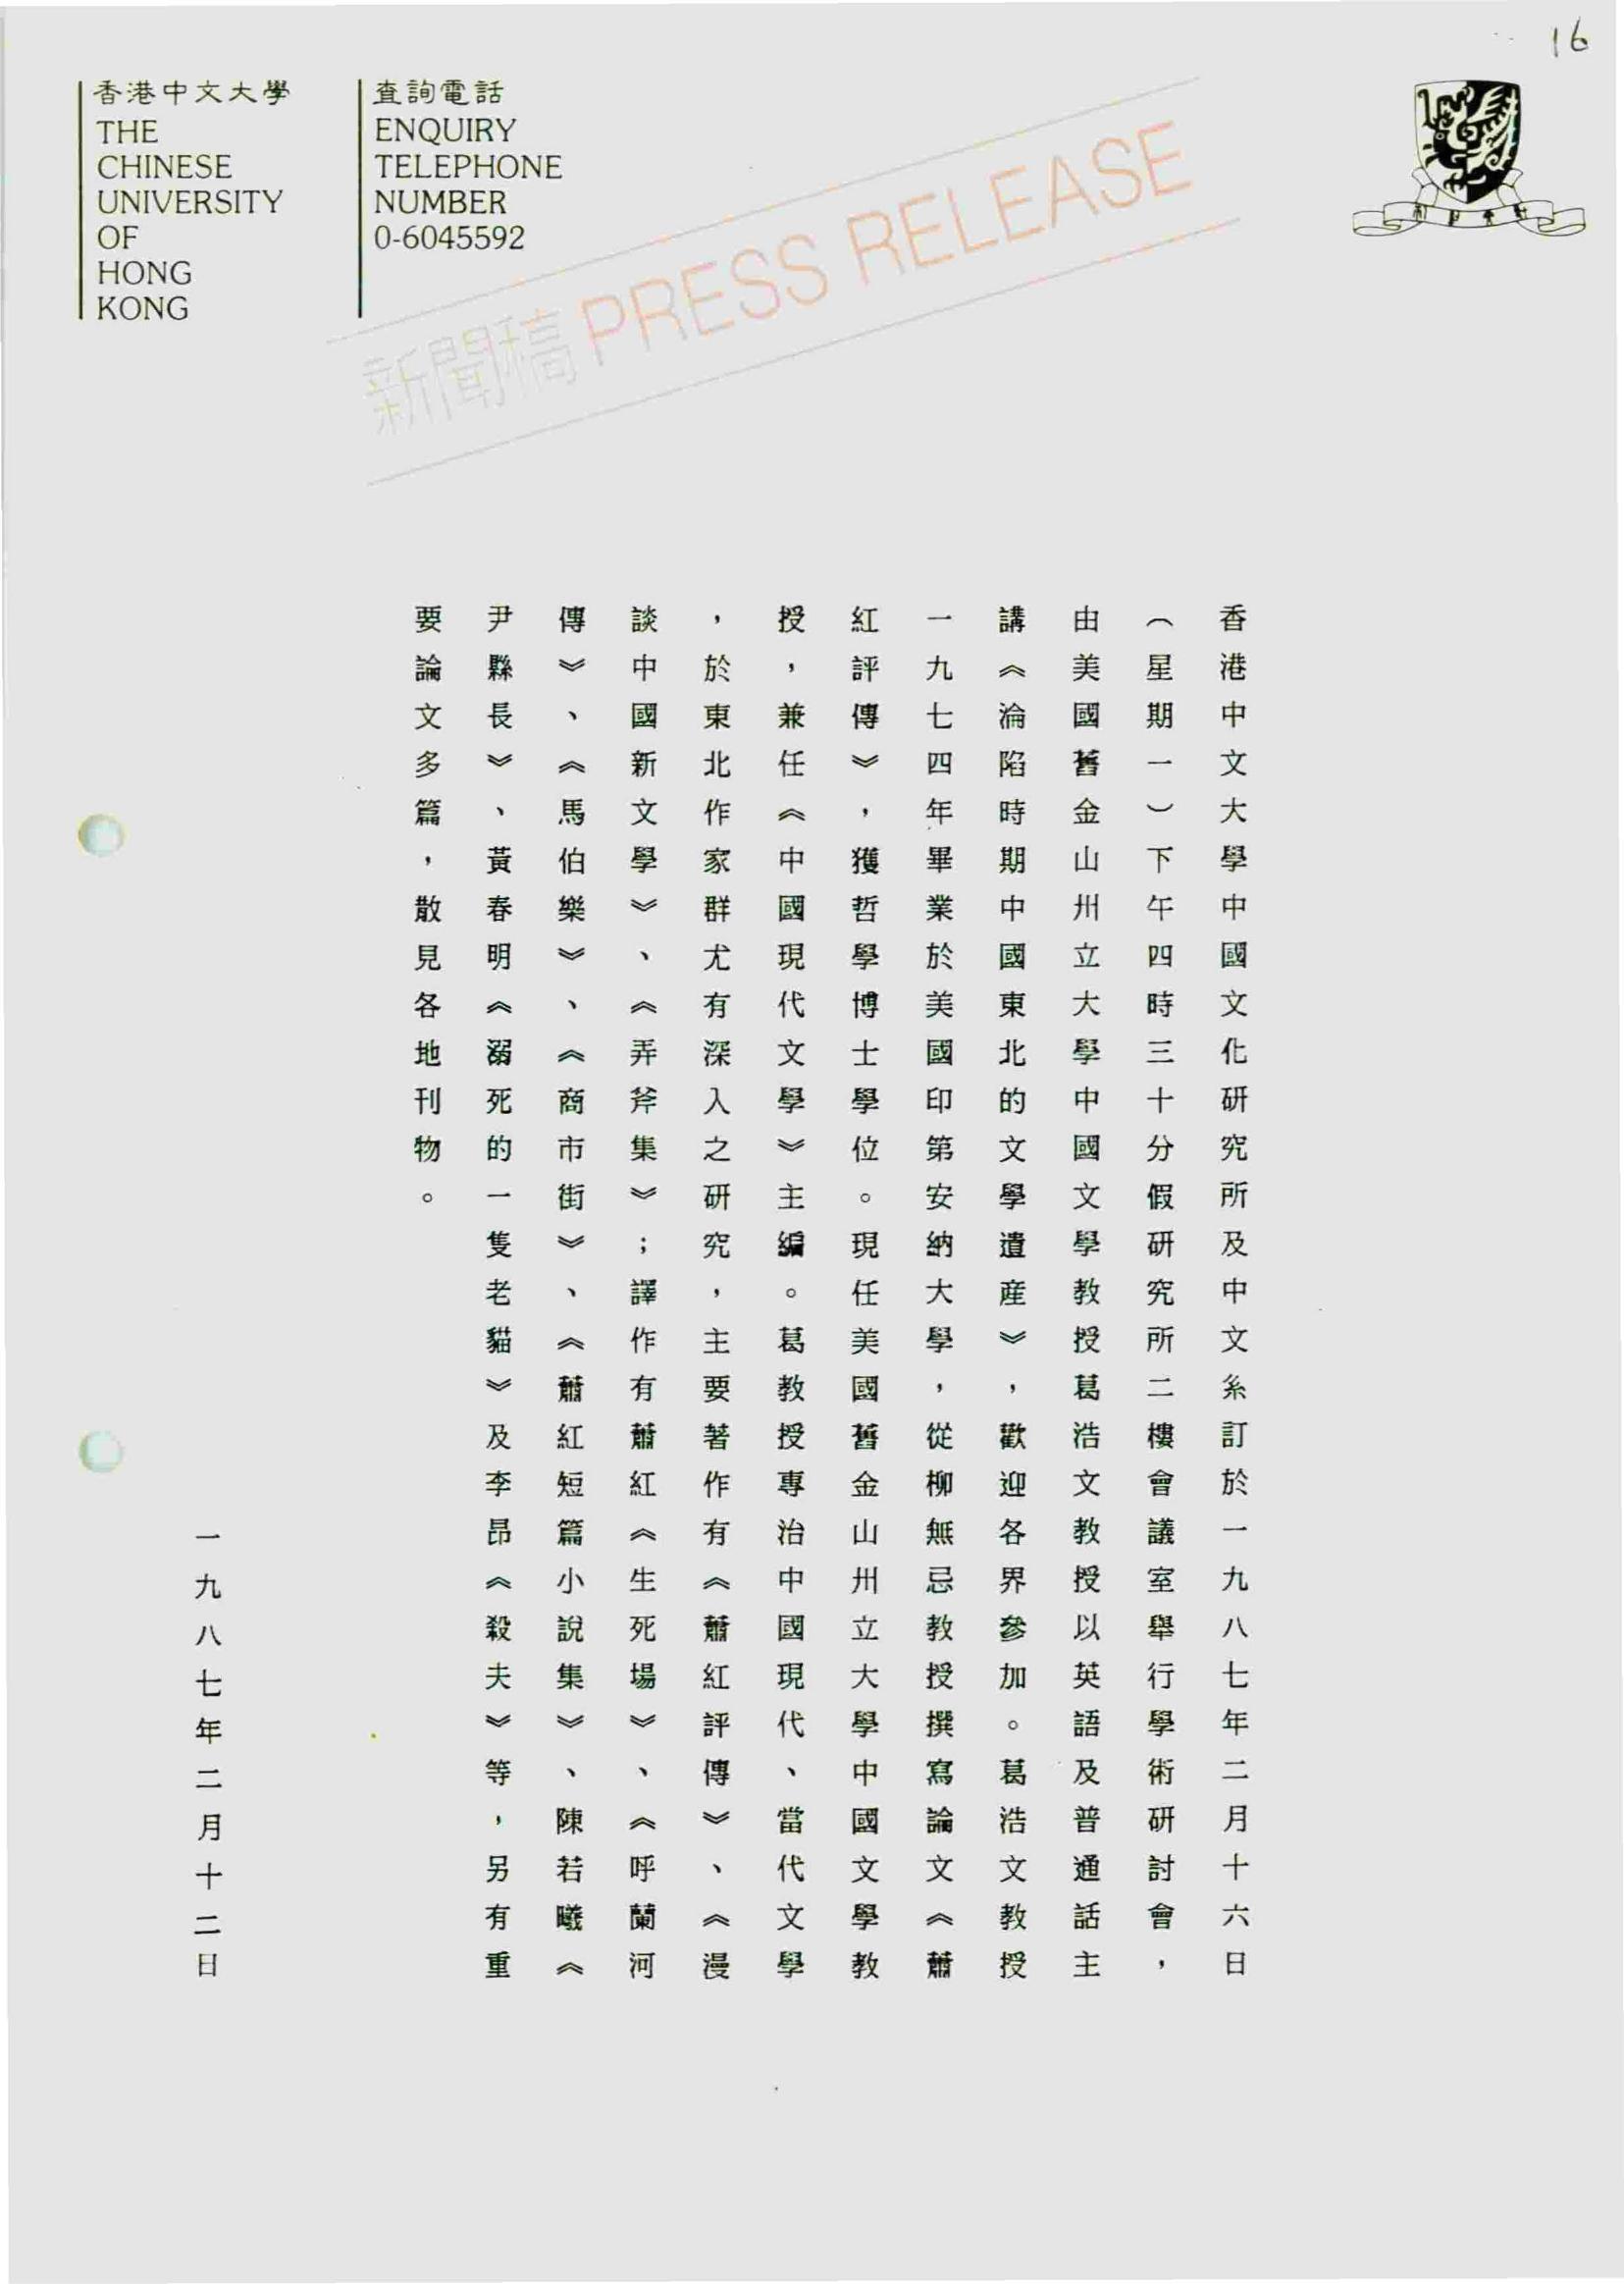 16
香港中文大學
THE
CHINESE
UNIVERSITY
OF
HONG
KONG
查詢電話
ENQUIRY
TELEPHONE
NUMBER
0-6045592
新聞稿 PRESS RELEASE
香港中文大學中國文化研究所及中文系訂於一九八七年二月十六日
（星期一）下午四時三十分假研究所二樓會議室舉行學術研討會，
由美國舊金山州立大學中國文學教授葛浩文教授以英語及普通話主
講《淪陷時期中國東北的文學遺産》，歡迎各界參加。葛浩文教授
一九七四年畢業於美國印第安納大學，從柳無忌教授撰寫論文《蕭
紅評傳》，獲哲學博士學位。現任美國舊金山州立大學中國文學教
授，兼任《中國現代文學》主編。葛教授專治中國現代、當代文學
，於東北作家群尤有深入之研究，主要著作有《蕭紅評傳》、《漫
談中國新文學》、《弄斧集》；譯作有蕭紅《生死場》、《呼蘭河
傳》、《馬伯樂》、《商市街》、《蕭紅短篇小說集》、陳若曦《
尹縣長》、黃春明《溺死的一隻老貓》及李昂《殺夫》等，另有重
要論文多篇，散見各地刊物。
一九八七年二月十二日